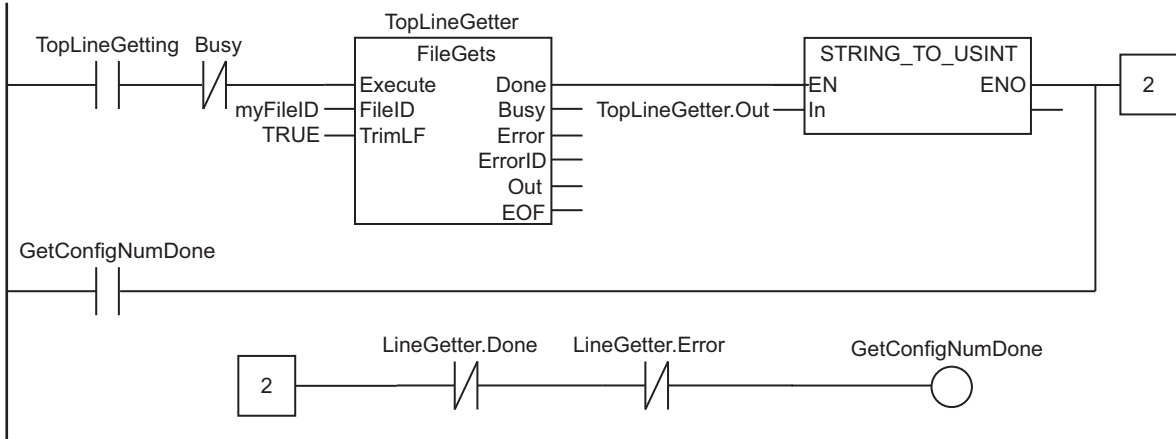 TopLineGetter
TopLineGetting Busy FileGets STRING_TO_USINT
Execute Done EN ENO 2
myFileID FileID Busy TopLineGetter.Out In
TRUE TrimLF Error
ErrorID
Out
EOF
GetConfigNumDone
LineGetter.Done LineGetter.Error GetConfigNumDone
2